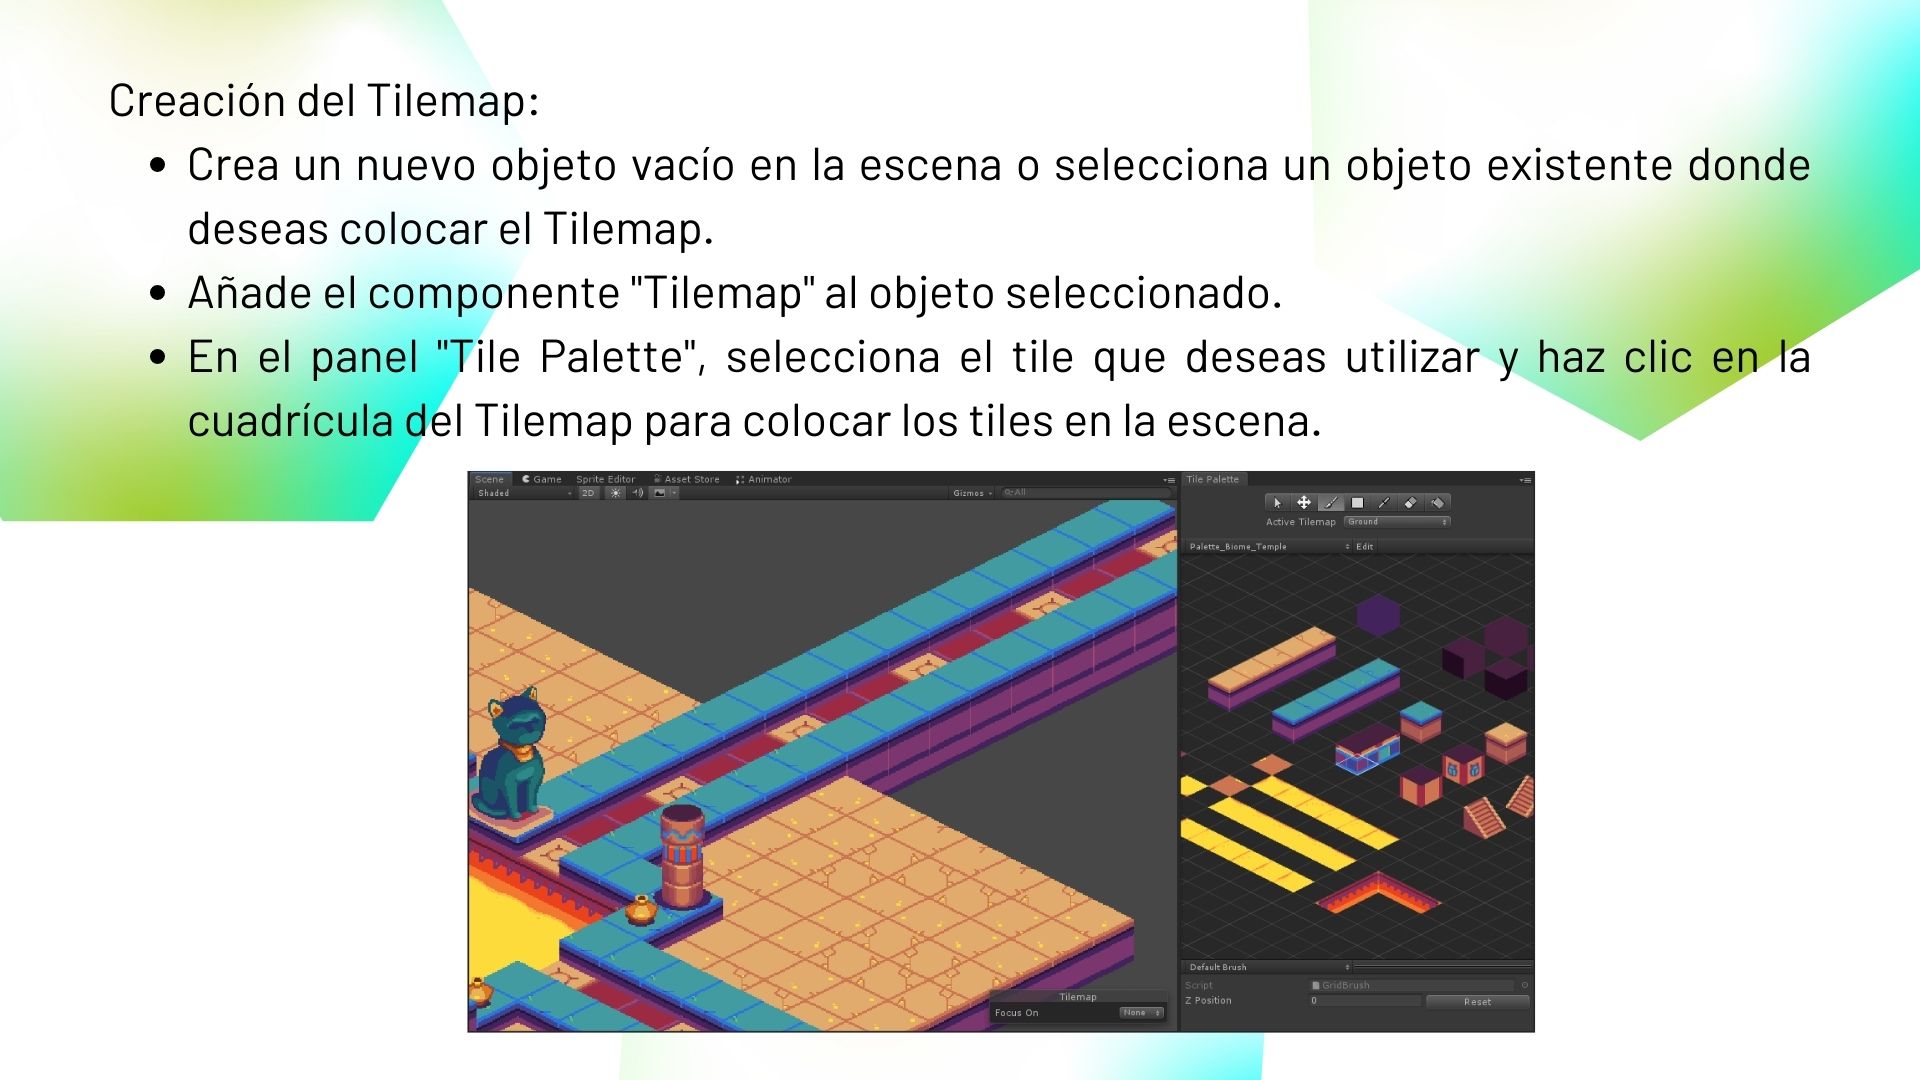 Creación del Tilemap:
• Crea un nuevo objeto vacío en la escena o selecciona un objeto existente donde
deseas colocar el Tilemap.
• Añade el componente "Tilemap" al objeto seleccionado.
• En el panel "Tile Palette", selecciona el tile que deseas utilizar y haz clic en la
cuadrícula del Tilemap para colocar los tiles en la escena.
Scene Game Sprite Editor Asset Store Animator
Shaded 2D Gizmos All
Tile Palette
Active Tilemap Ground
Palette_Biome_Temple Edit
Default Brush
Script GridBrush
Z Position 0 Reset
Tilemap
Focus On None